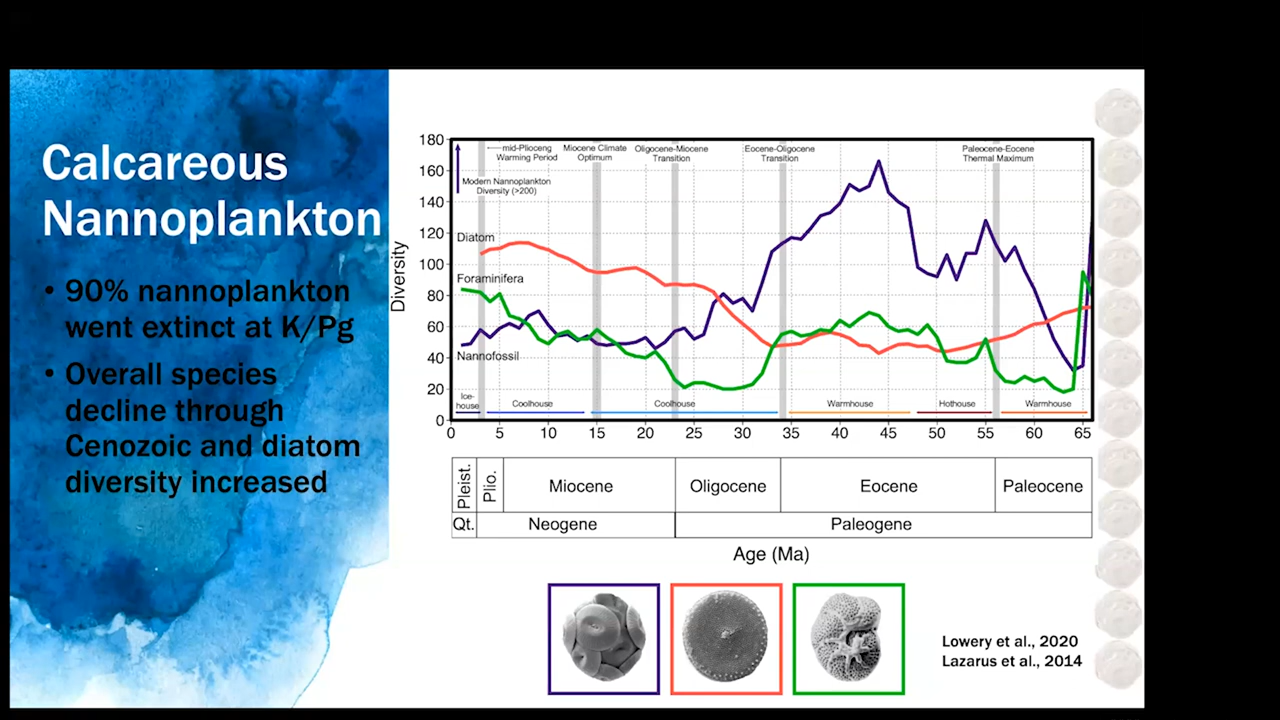 Calcareous
Nannoplankton
• 90% nannoplankton
went extinct at K/Pg
• Overall species
decline through
Cenozoic and diatom
diversity increased
Diversity
180
160
140
120
100
80
60
40
20
0
mid-Plioceng
Warming Period
Miocene Climate
Optimum
Oligocene-Miocene
Transition
Eocene-Oligocene
Transition
Paleocene-Eocene
Thermal Maximum
Modern Nannoplankton
Diversity (>200)
Diatom
Foraminifera
Nannofossil
Ice-
house
Coolhouse
Coolhouse
Warmhouse
Hothouse
Warmhouse
0 5 10 15 20 25 30 35 40 45 50 55 60 65
Pleist. Plio. Miocene Oligocene Eocene Paleocene
Qt. Neogene Paleogene
Age (Ma)
Lowery et al., 2020
Lazarus et al., 2014